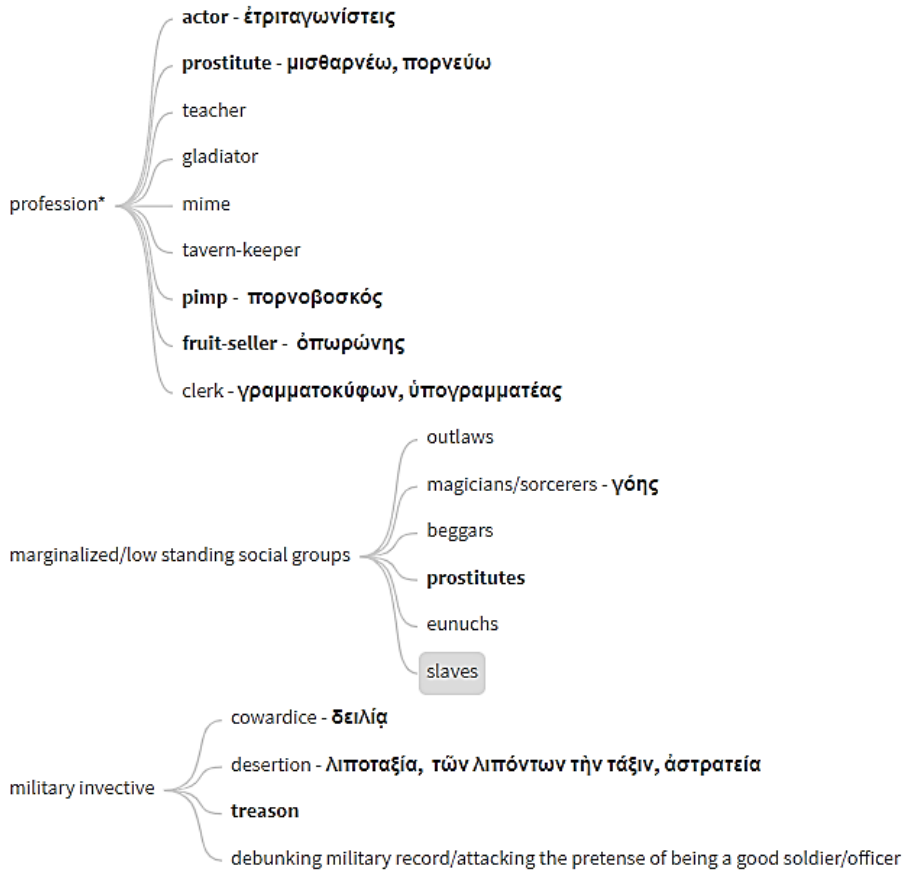 actor - ἐτριταγωνίστεις
prostitute - μισθαρνέω, πορνεύω
teacher
gladiator
profession*
mime
tavern-keeper
pimp - πορνοβοσκός
fruit-seller - ὀπωρώνης
clerk - γραμματοκύφων, ὑπογραμματέας
outlaws
magicians/sorcerers - γόης
beggars
marginalized/low standing social groups
prostitutes
eunuchs
slaves
cowardice - δειλίᾳ
desertion - λιποταξία, τῶν λιπόντων τὴν τάξιν, ἀστρατεία
military invective
treason
debunking military record/attacking the pretense of being a good soldier/officer